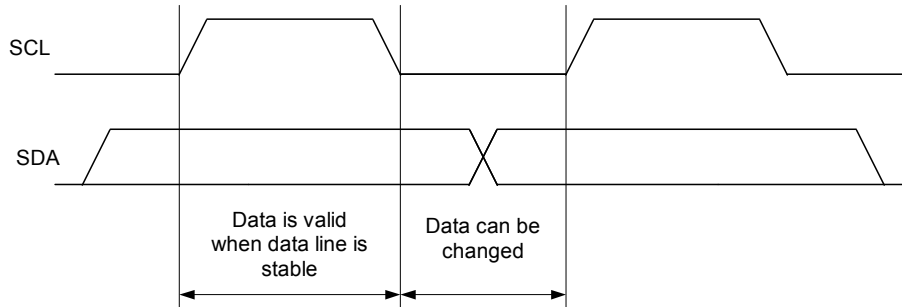 SCL
SDA
Data is valid
when data line is
stable
Data can be
changed